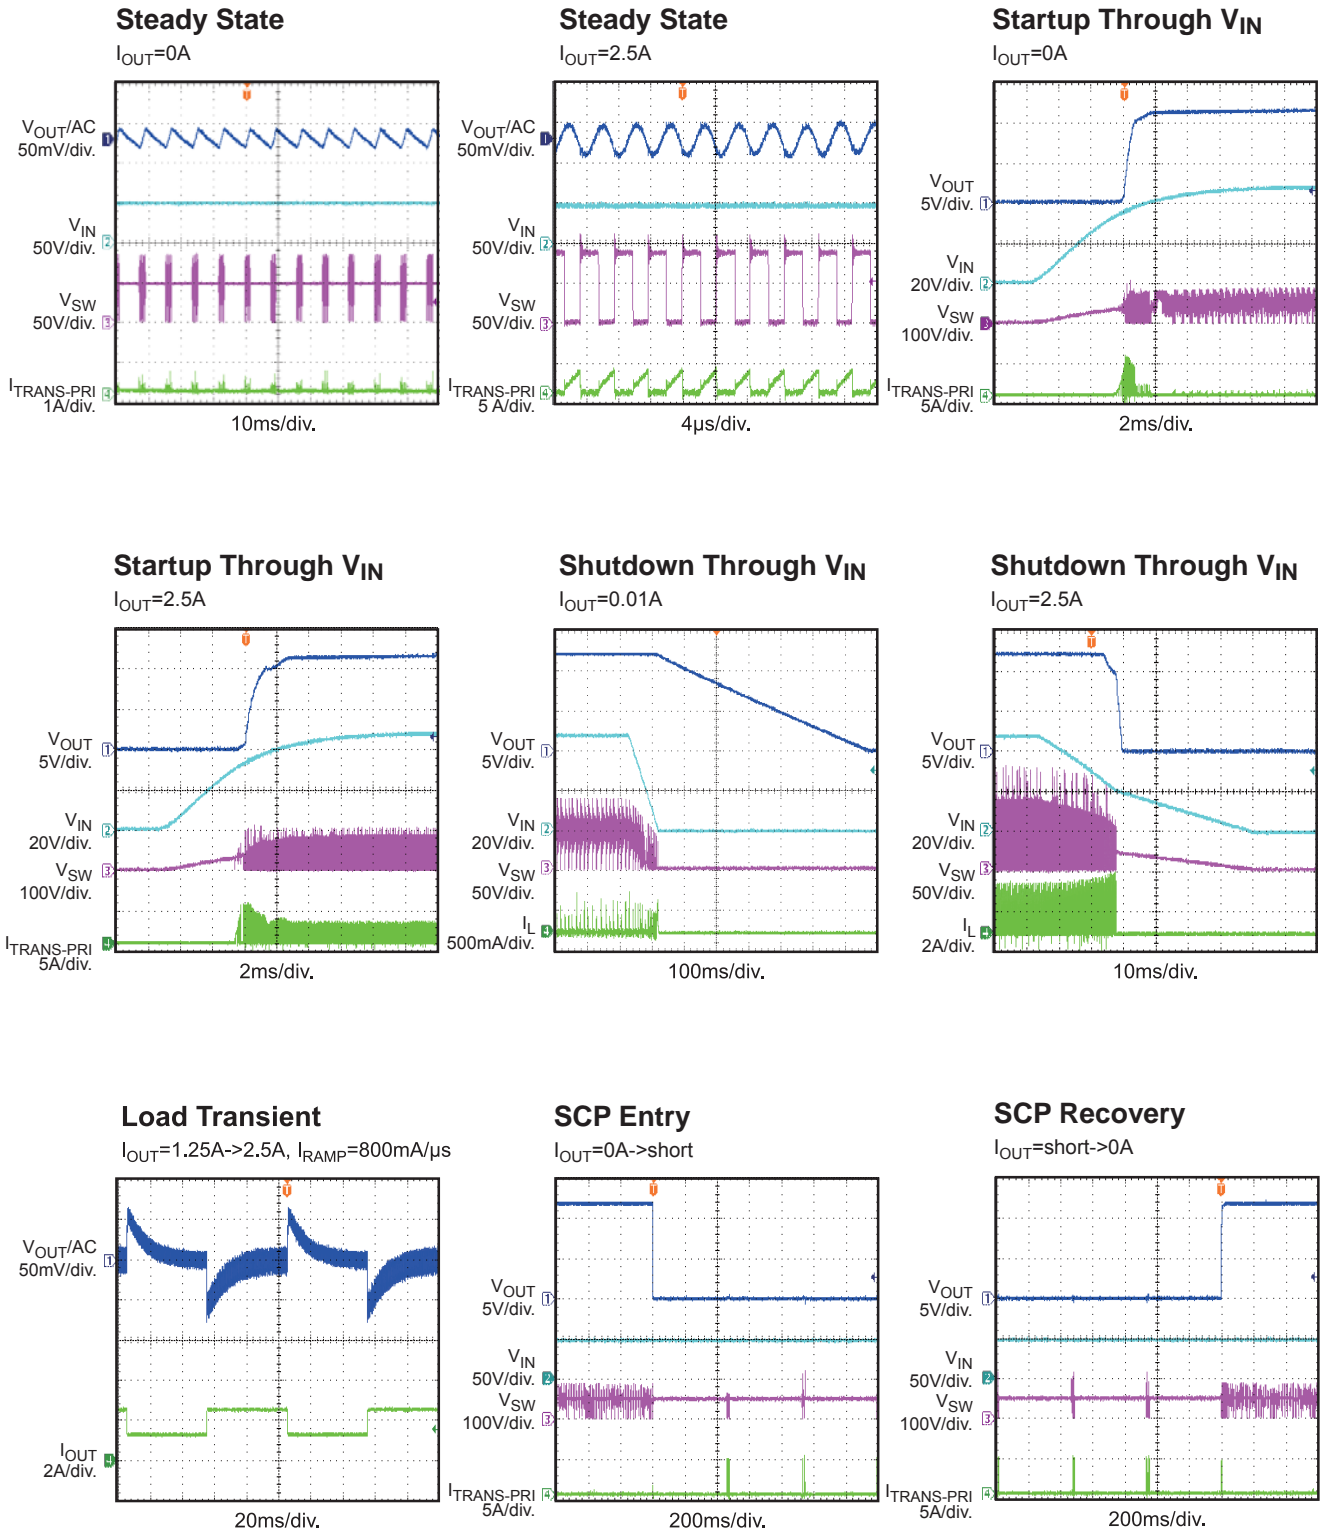 Steady State
IOUT=0A
VOUT/AC
50mV/div.
VIN
50V/div.
VSW
50V/div.
ITRANS-PRI
1A/div.
10ms/div.
Steady State
IOUT=2.5A
VOUT/AC
50mV/div.
VIN
50V/div.
VSW
50V/div.
ITRANS-PRI
5 A/div.
4µs/div.
Startup Through VIN
IOUT=0A
VOUT
5V/div.
VIN
20V/div.
VSW
100V/div.
ITRANS-PRI
5A/div.
2ms/div.
Startup Through VIN
IOUT=2.5A
VOUT
5V/div.
VIN
20V/div.
VSW
100V/div.
ITRANS-PRI
5A/div.
2ms/div.
Shutdown Through VIN
IOUT=0.01A
VOUT
5V/div.
VIN
20V/div.
VSW
50V/div.
IL
500mA/div.
100ms/div.
Shutdown Through VIN
IOUT=2.5A
VOUT
5V/div.
VIN
20V/div.
VSW
50V/div.
IL
2A/div.
10ms/div.
Load Transient
IOUT=1.25A->2.5A, IRAMP=800mA/µs
VOUT/AC
50mV/div.
IOUT
2A/div.
20ms/div.
SCP Entry
IOUT=0A->short
VOUT
5V/div.
VIN
50V/div.
VSW
100V/div.
ITRANS-PRI
5A/div.
200ms/div.
SCP Recovery
IOUT=short->0A
VOUT
5V/div.
VIN
50V/div.
VSW
100V/div.
ITRANS-PRI
5A/div.
200ms/div.